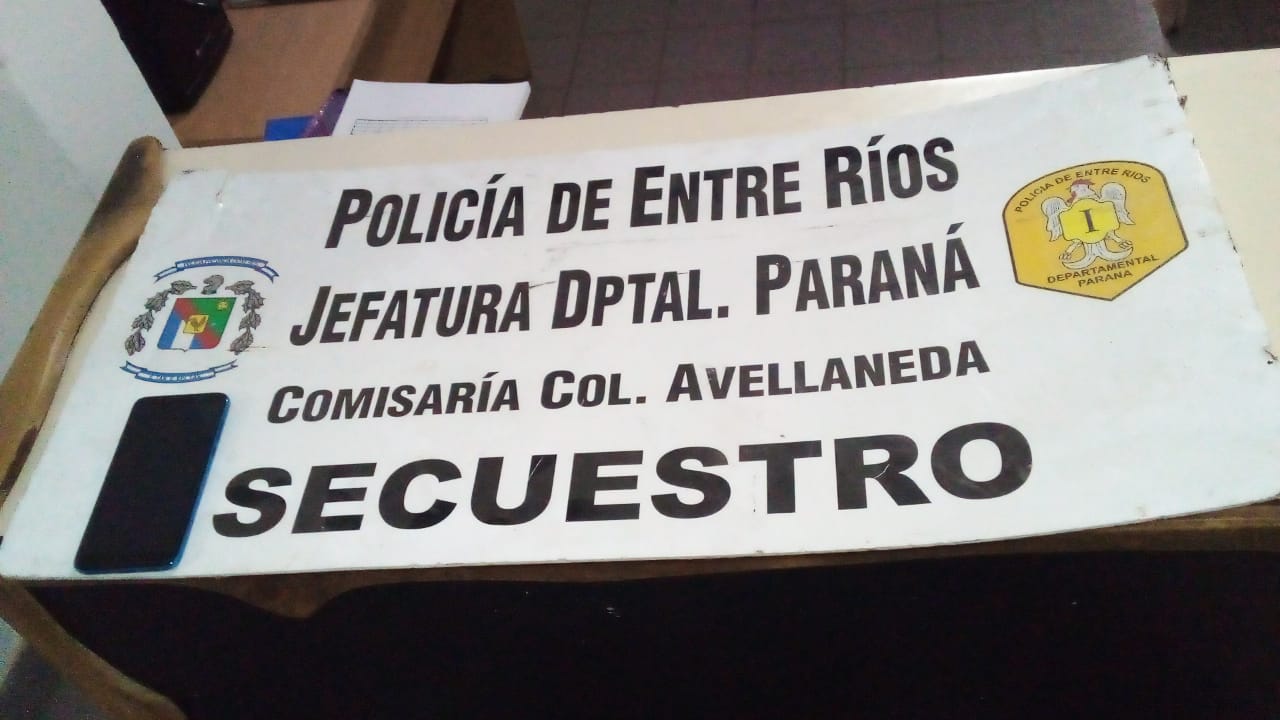 POLICÍA DE ENTRE RÍOS
JEFATURA DPTAL. PARANÁ
COMISARÍA COL. AVELLANEDA
SECUESTRO
POLICIA DE ENTRE RIOS
I
DEPARTAMENTAL
PARANA